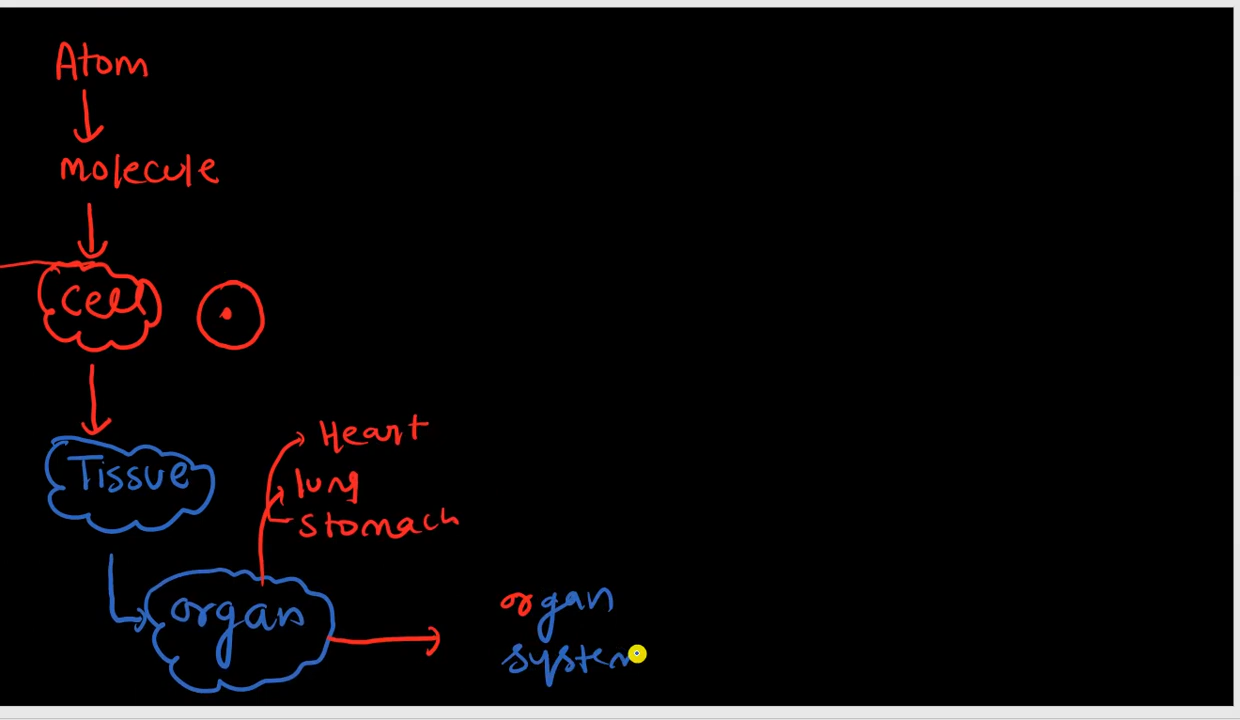 Atom
Molecule
Cell
Tissue
Heart
lung
stomach
organ
organ
system